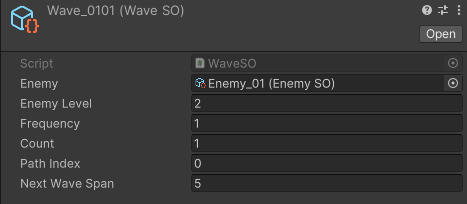 Wave_0101 (Wave SO)
Open
Script WaveSO
Enemy Enemy_01 (Enemy SO)
Enemy Level 2
Frequency 1
Count 1
Path Index 0
Next Wave Span 5